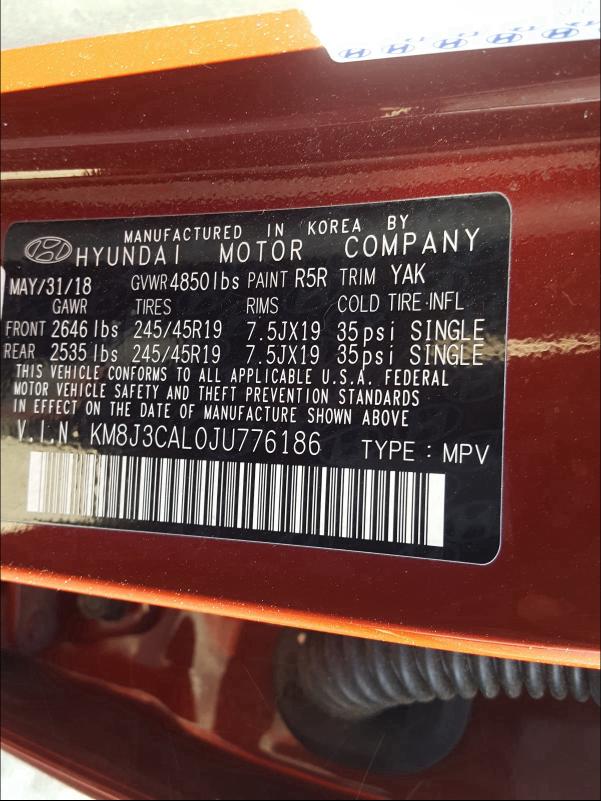 MANUFACTURED IN KOREA BY
HYUNDAI MOTOR COMPANY
MAY/31/18 GVWR 4850lbs PAINT R5R TRIM YAK
GAWR TIRES RIMS COLD TIRE·INFL
FRONT 2646 lbs 245/45R19 7.5JX19 35psi SINGLE
REAR 2535 lbs 245/45R19 7.5JX19 35psi SINGLE
THIS VEHICLE CONFORMS TO ALL APPLICABLE U.S.A. FEDERAL
MOTOR VEHICLE SAFETY AND THEFT PREVENTION STANDARDS
IN EFFECT ON THE DATE OF MANUFACTURE SHOWN ABOVE
V.I.N. KM8J3CAL0JU776186 TYPE : MPV